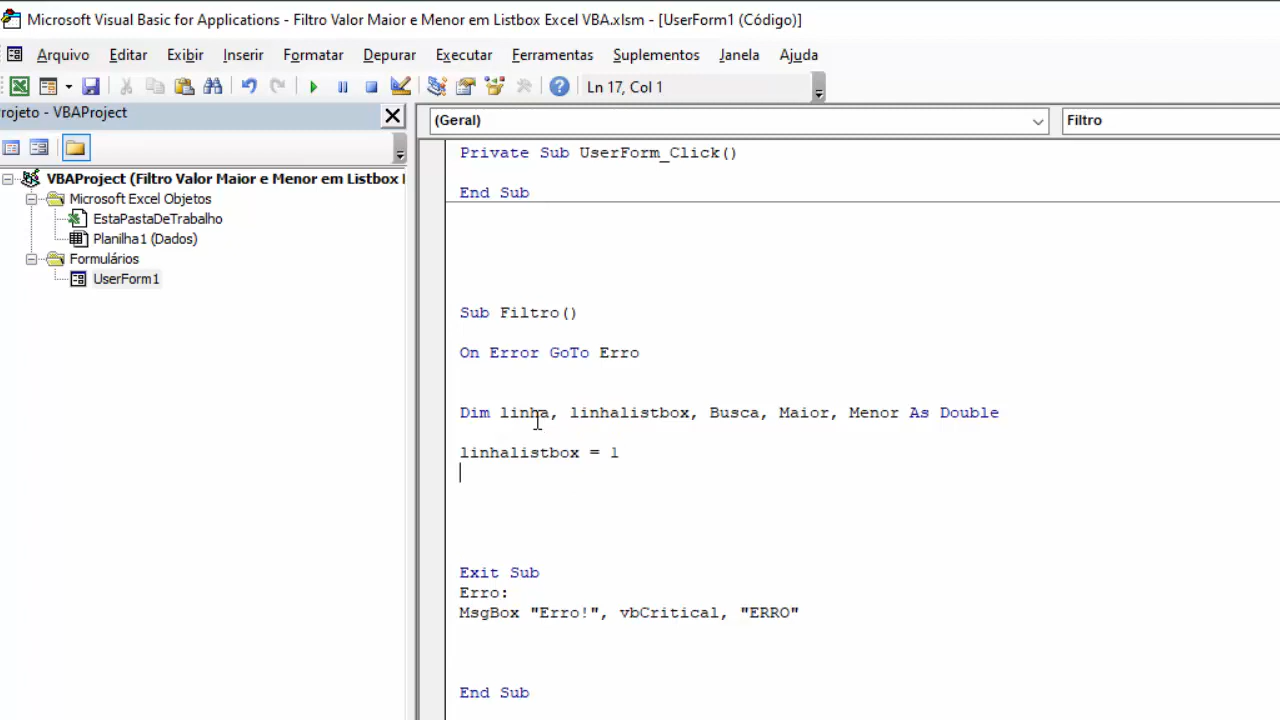 Microsoft Visual Basic for Applications - Filtro Valor Maior e Menor em Listbox Excel VBA.xlsm - [UserForm1 (Código)]
Arquivo Editar Exibir Inserir Formatar Depurar Executar Ferramentas Suplementos Janela Ajuda
Ln 17, Col 1
rojeto - VBAProject
(Geral)
Filtro
VBAProject (Filtro Valor Maior e Menor em Listbox
Microsoft Excel Objetos
EstaPastaDeTrabalho
Planilha1 (Dados)
Formulários
UserForm1
Private Sub UserForm_Click()
End Sub
Sub Filtro()
On Error GoTo Erro
Dim linha, linhalistbox, Busca, Maior, Menor As Double
linhalistbox = 1
Exit Sub
Erro:
MsgBox "Erro!", vbCritical, "ERRO"
End Sub